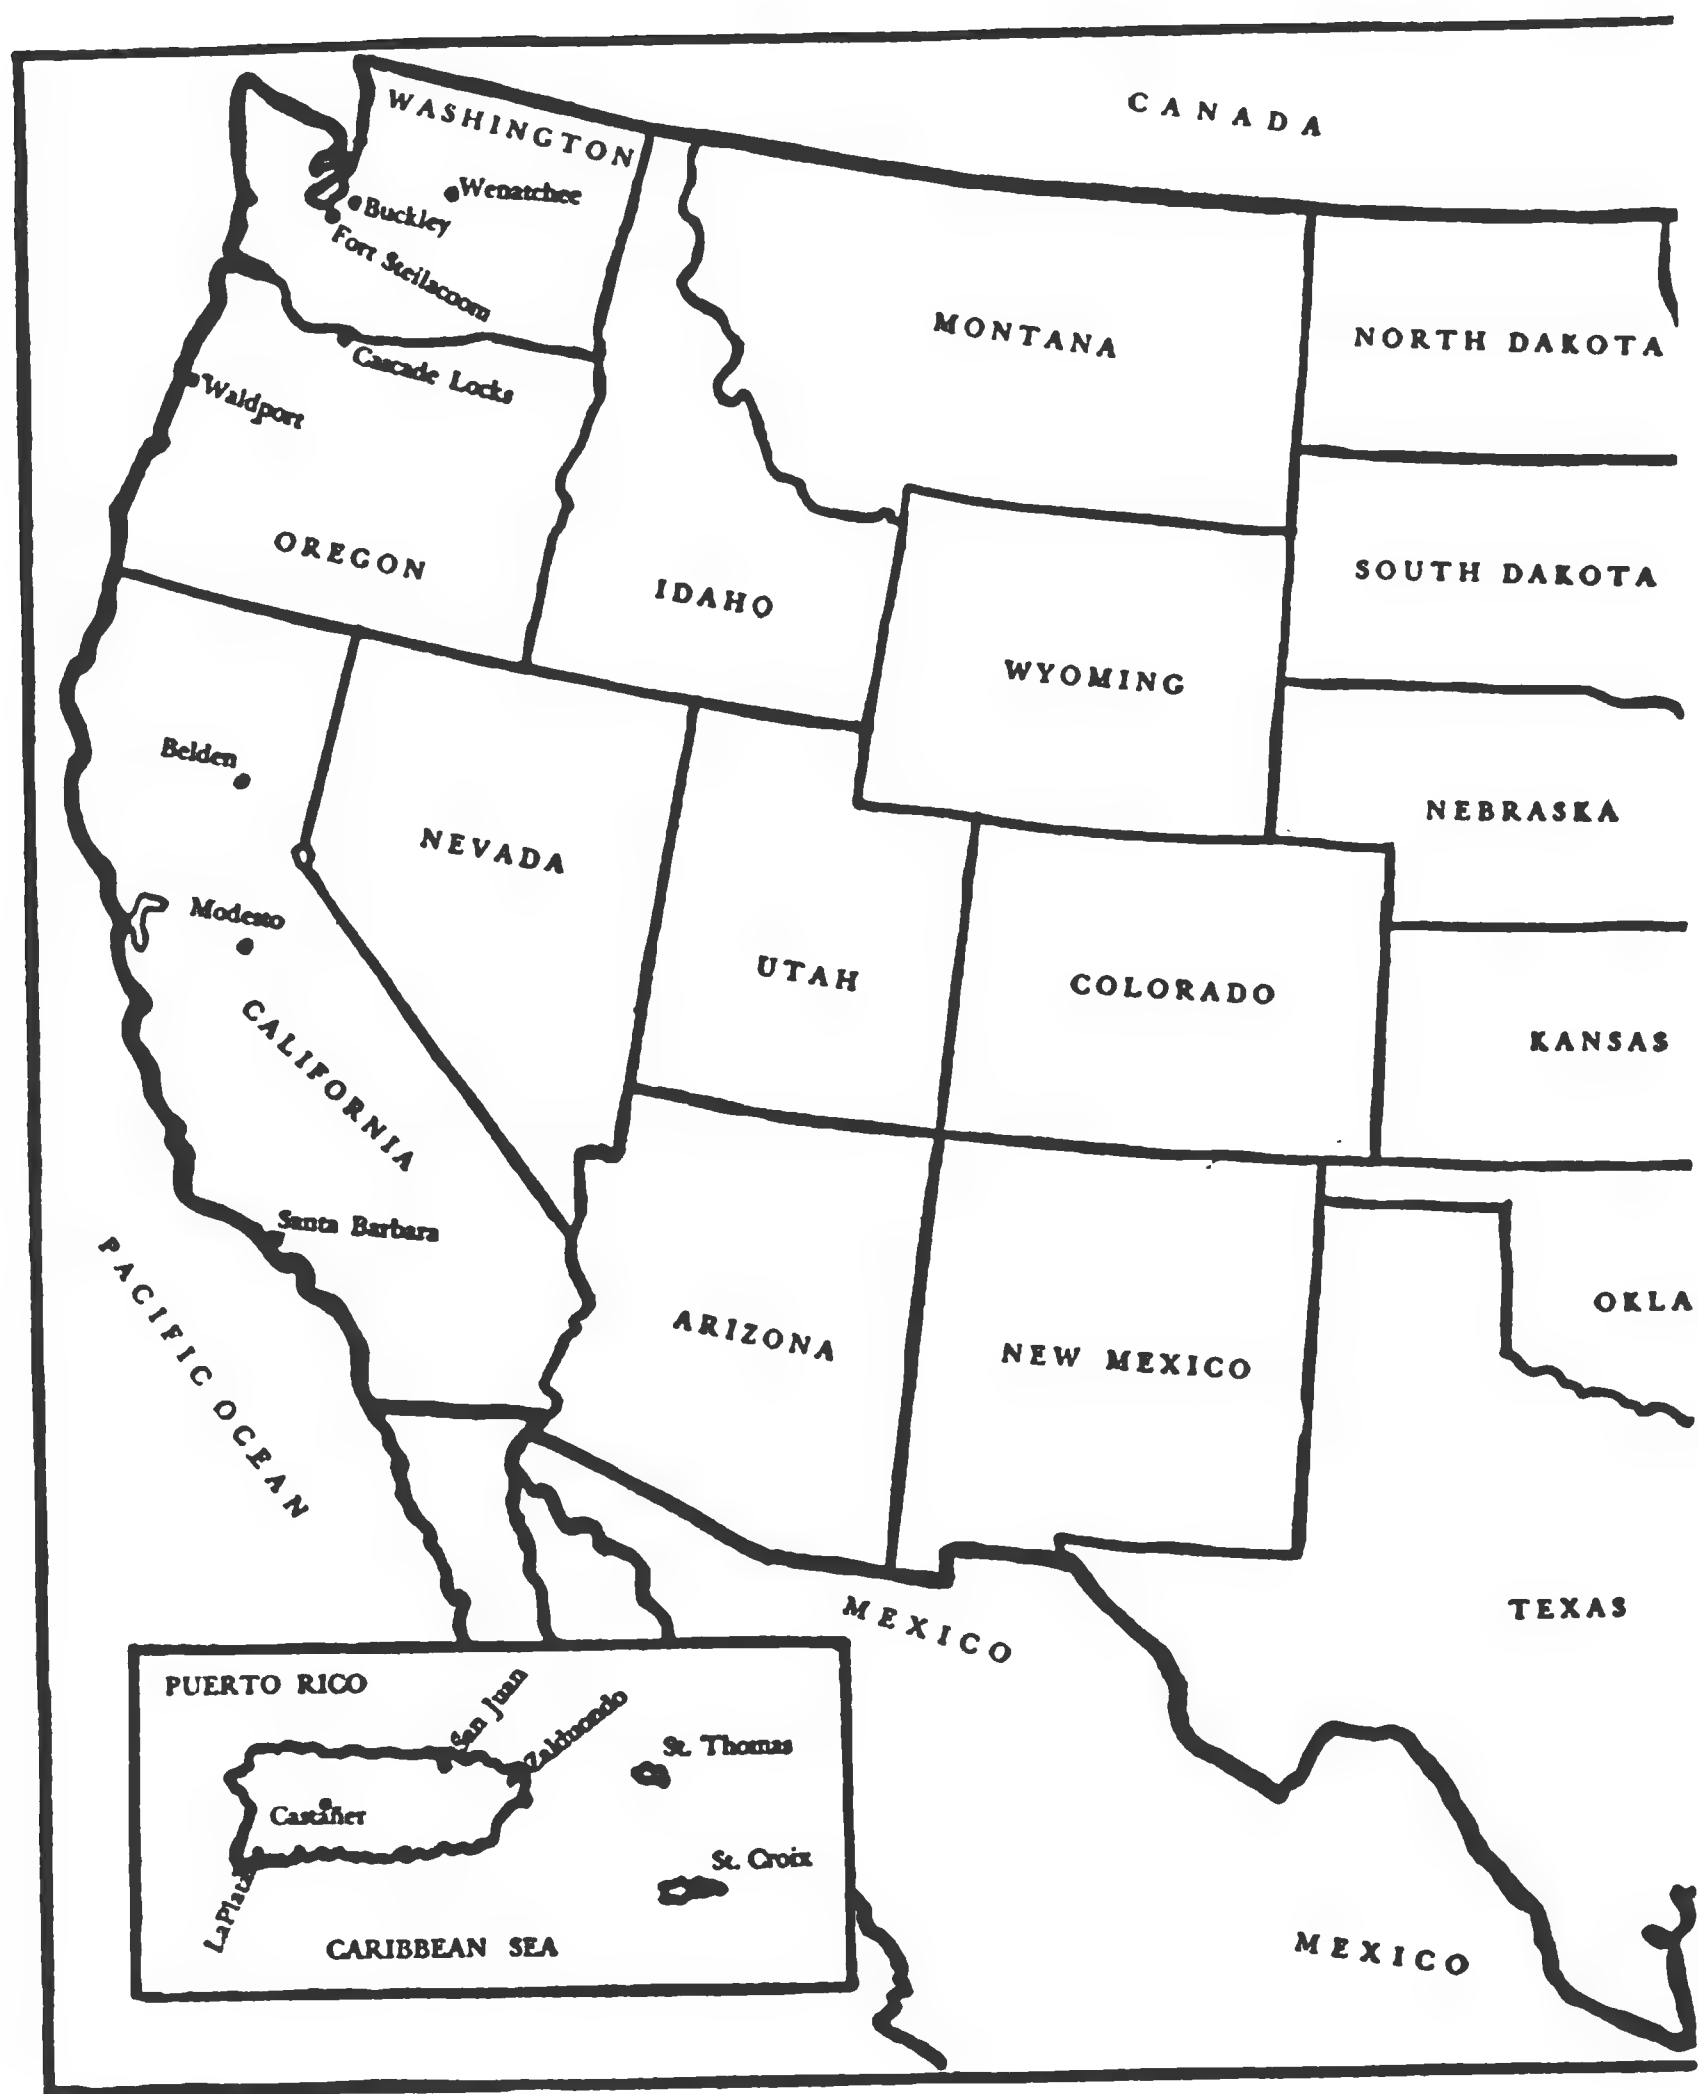 CANADA
WASHINGTON
Wenatchee
Buckley
Fort Steilacoom
MONTANA
NORTH DAKOTA
Cascade Locks
Waldport
OREGON
IDAHO
SOUTH DAKOTA
WYOMING
Belden
NEVADA
NEBRASKA
Modesto
UTAH
COLORADO
CALIFORNIA
KANSAS
Santa Barbara
PACIFIC OCEAN
ARIZONA
NEW MEXICO
OKLA
MEXICO
TEXAS
PUERTO RICO
San Juan
Zalduondo
St. Thomas
Castañer
St. Croix
LaPlata
CARIBBEAN SEA
MEXICO